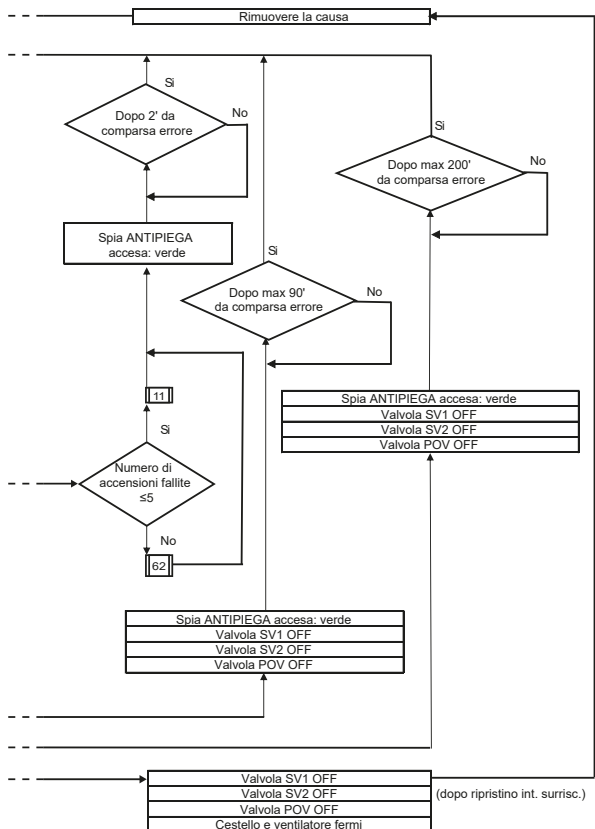 Rimuovere la causa
Si
Dopo 2' da
comparsa errore
No
Si
Dopo max 200'
da comparsa errore
No
Spia ANTIPIEGA
accesa: verde
Si
Dopo max 90'
da comparsa errore
No
11
Spia ANTIPIEGA accesa: verde
Valvola SV1 OFF
Valvola SV2 OFF
Valvola POV OFF
Si
Numero di
accensioni fallite
≤5
No
62
Spia ANTIPIEGA accesa: verde
Valvola SV1 OFF
Valvola SV2 OFF
Valvola POV OFF
Valvola SV1 OFF
Valvola SV2 OFF
(dopo ripristino int. surrisc.)
Valvola POV OFF
Cestello e ventilatore fermi